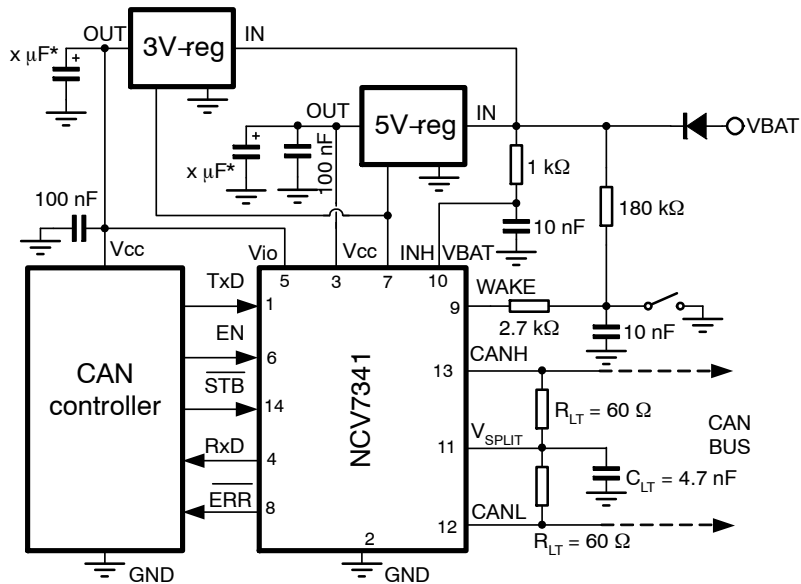 OUT
3V-reg
IN
x μF*
+
OUT
5V-reg
IN
VBAT
+
x μF*
100 nF
1 kΩ
180 kΩ
100 nF
10 nF
Vcc
Vio
Vcc
INH
VBAT
5
3
7
10
TxD
1
EN
6
STB
14
RxD
4
ERR
8
CAN
controller
NCV7341
9
WAKE
2.7 kΩ
10 nF
13
CANH
RLT = 60 Ω
11
VSPLIT
CLT = 4.7 nF
CAN
BUS
12
CANL
RLT = 60 Ω
2
GND
GND